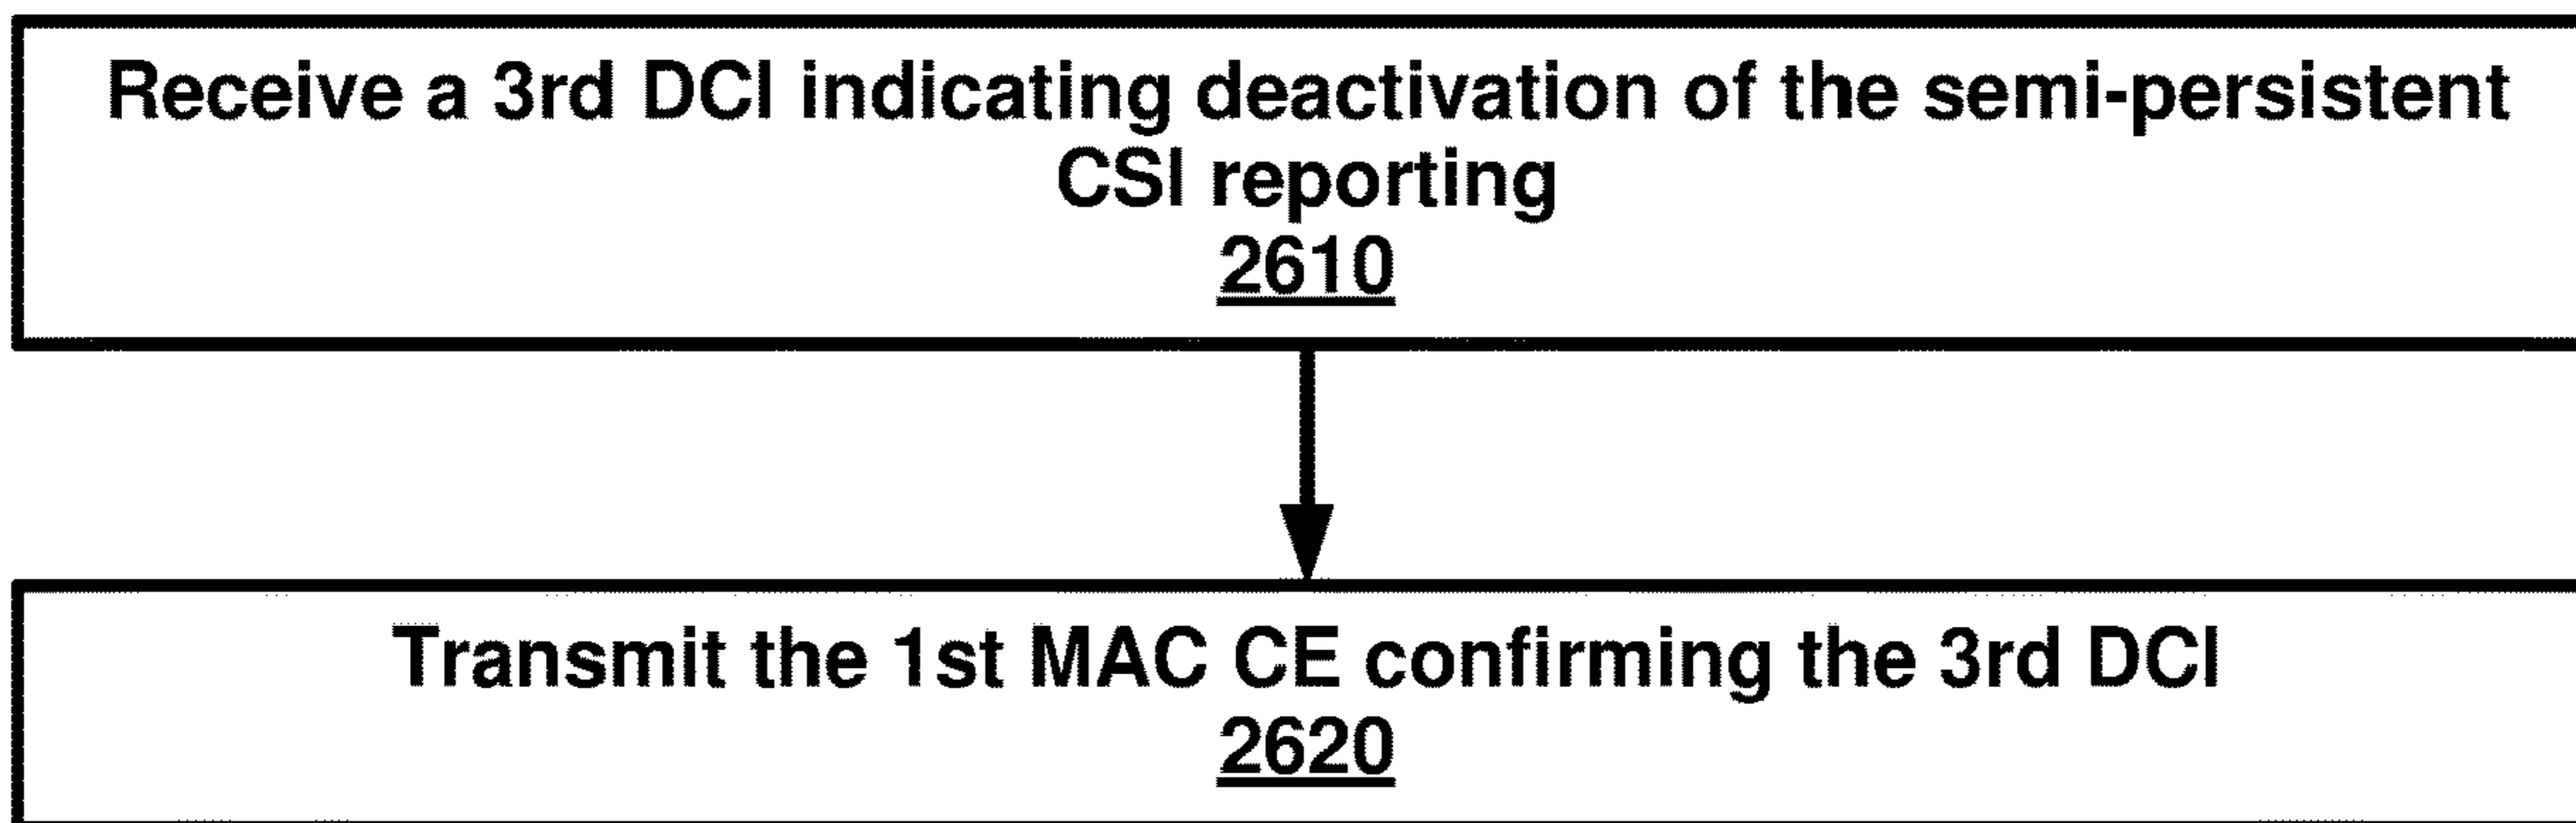 Receive a 3rd DCI indicating deactivation of the semi-persistent
CSI reporting
2610
Transmit the 1st MAC CE confirming the 3rd DCI
2620